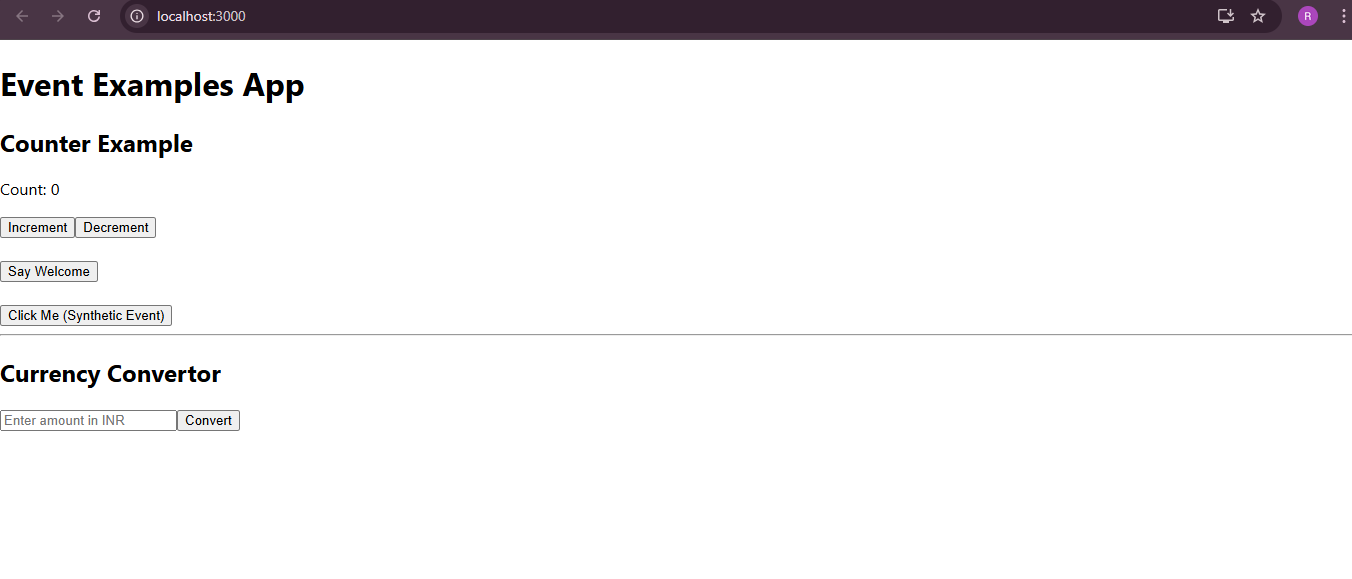 localhost:3000
R
Event Examples App
Counter Example
Count: 0
Increment Decrement
Say Welcome
Click Me (Synthetic Event)
Currency Convertor
Enter amount in INR Convert